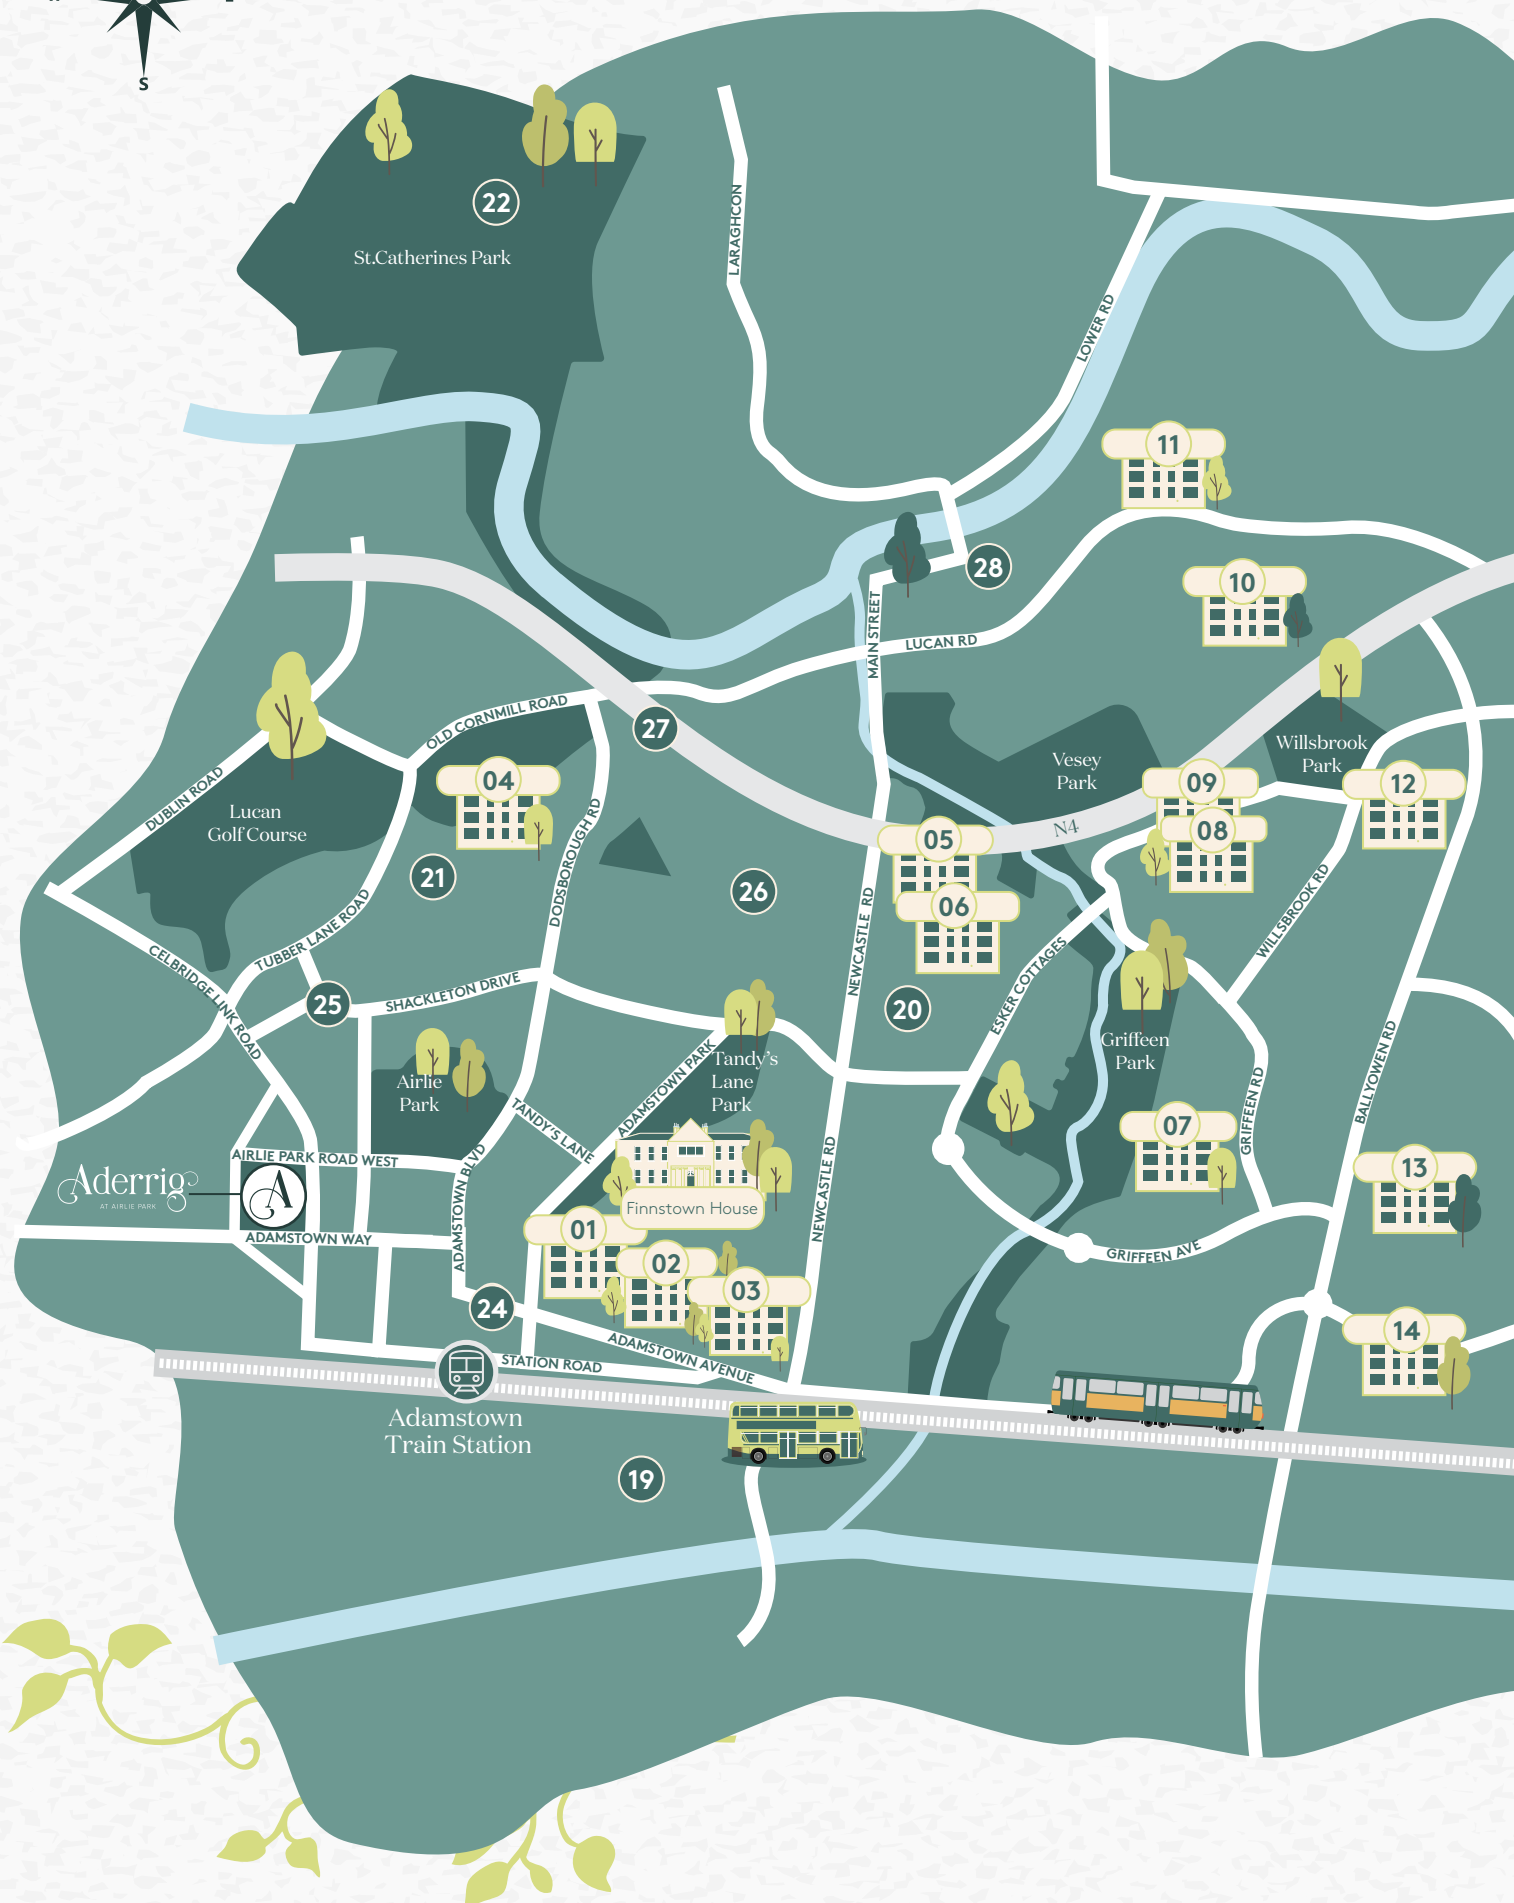 S
22
St.Catherines Park
LARAGHCON
LOWER RD
11
28
10
MAIN STREET
LUCAN RD
OLD CORNMILL ROAD
27
Vesey
Park
Willsbrook
Park
DUBLIN ROAD
04
09
12
Lucan
Golf Course
N4
08
05
21
DODSBOROUGH RD
26
06
NEWCASTLE RD
WILLSBROOK RD
TUBBER LANE ROAD
CELBRIDGE LINK ROAD
ESKER COTTAGES
25
SHACKLETON DRIVE
20
Griffeen
Park
Airlie
Park
ADAMSTOWN PARK
Tandy's
Lane
Park
BALLYOWEN RD
GRIFFEEN RD
TANDY'S LANE
07
AIRLIE PARK ROAD WEST
13
Aderrig
AT AIRLIE PARK
A
ADAMSTOWN BLVD
NEWCASTLE RD
Finnstown House
ADAMSTOWN WAY
01
GRIFFEEN AVE
02
03
24
14
ADAMSTOWN AVENUE
STATION ROAD
Adamstown
Train Station
19